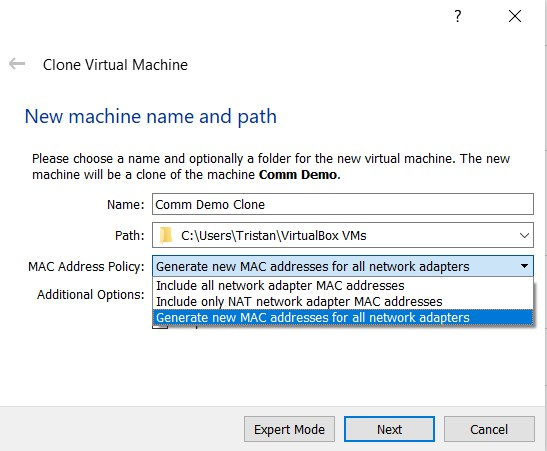 ?
Clone Virtual Machine
New machine name and path
Please choose a name and optionally a folder for the new virtual machine. The new
machine will be a clone of the machine Comm Demo.
Name: Comm Demo Clone
Path: C:\Users\Tristan\VirtualBox VMs
MAC Address Policy: Generate new MAC addresses for all network adapters
Include all network adapter MAC addresses
Additional Options:
Include only NAT network adapter MAC addresses
Generate new MAC addresses for all network adapters
Expert Mode Next Cancel